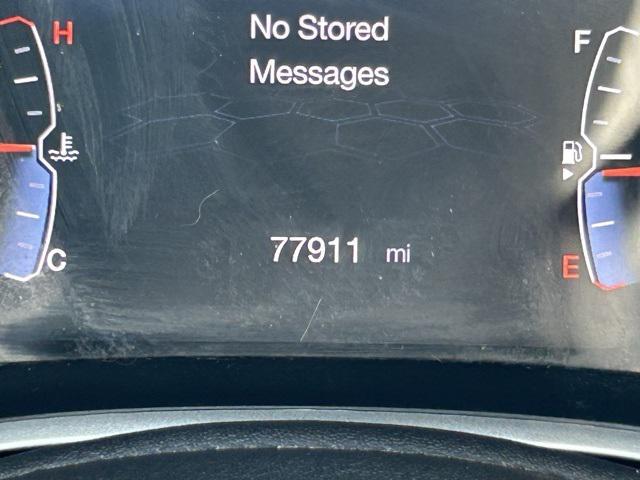 No Stored
Messages
H
F
C
77911 mi
E